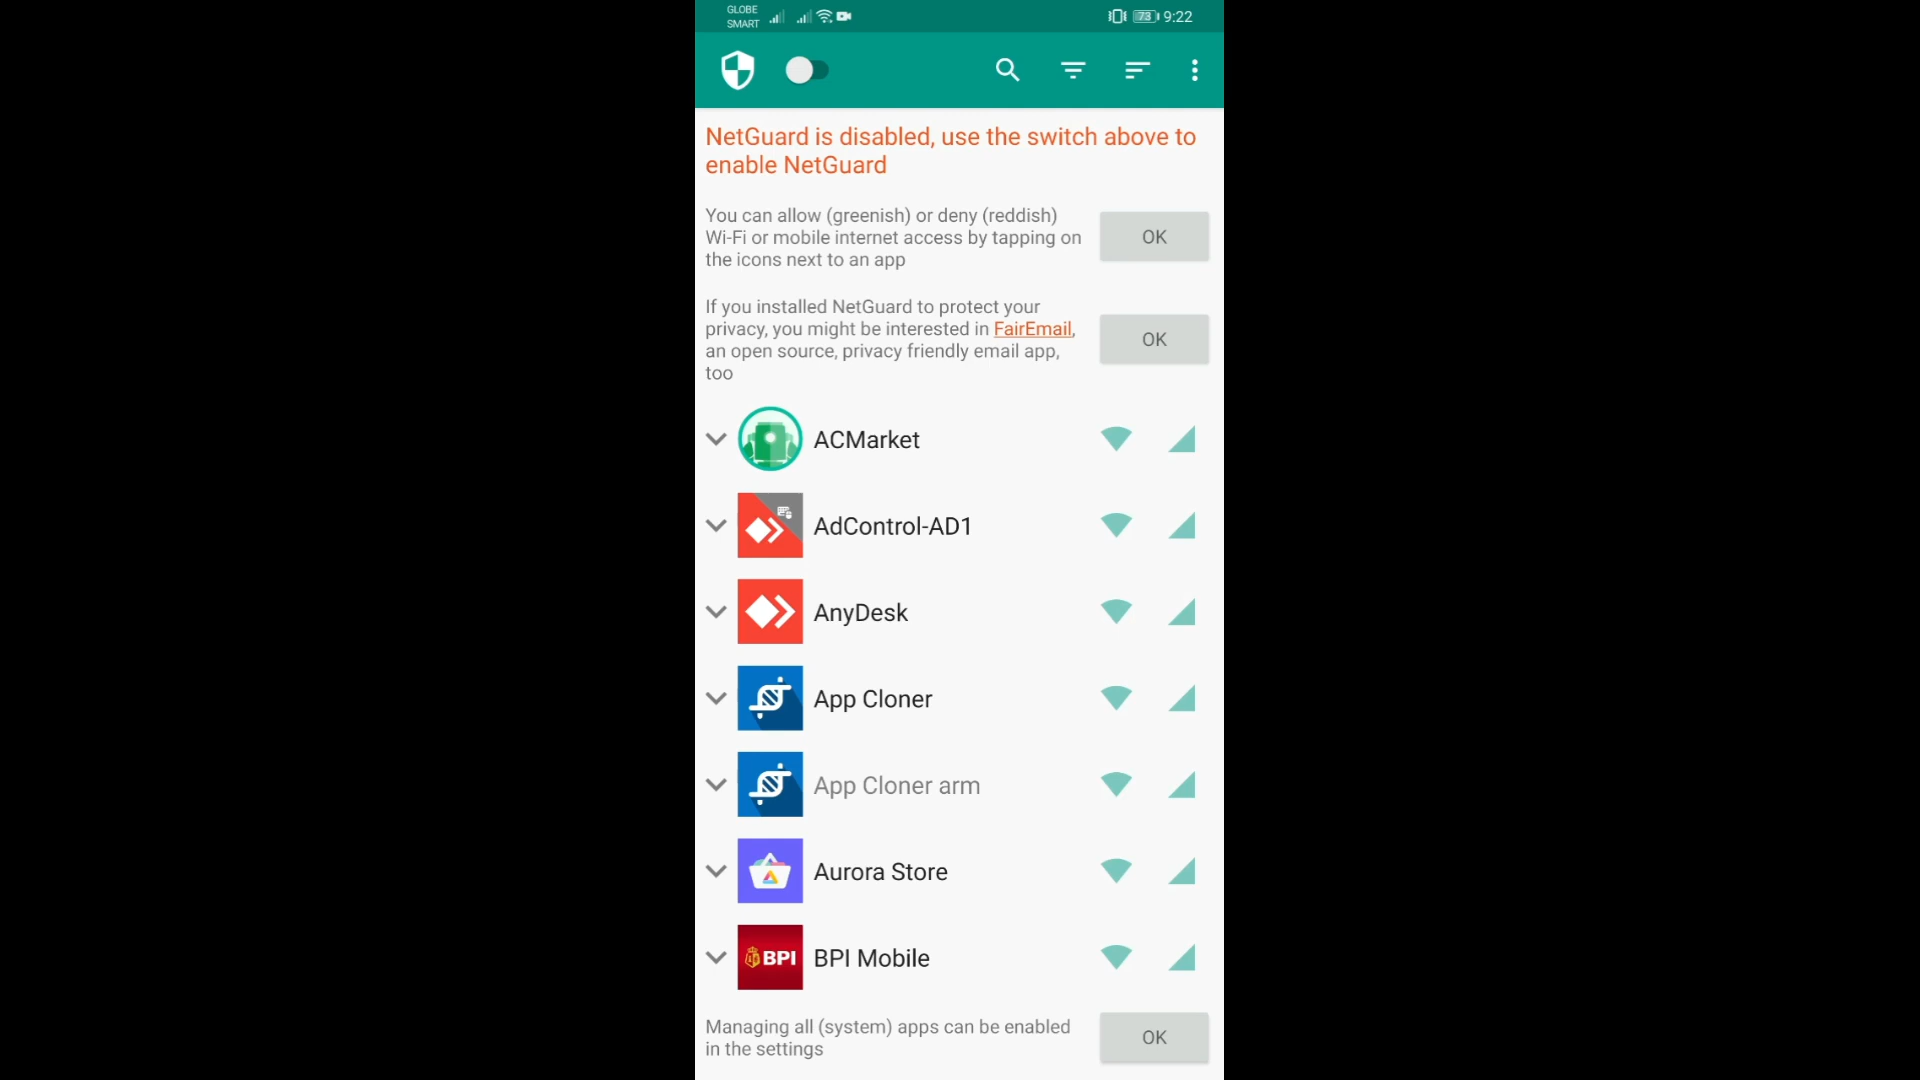 GLOBE
SMART
73
9:22
NetGuard is disabled, use the switch above to
enable NetGuard
You can allow (greenish) or deny (reddish)
Wi-Fi or mobile internet access by tapping on
the icons next to an app
OK
If you installed NetGuard to protect your
privacy, you might be interested in FairEmail,
an open source, privacy friendly email app,
too
OK
ACMarket
AdControl-AD1
AnyDesk
App Cloner
App Cloner arm
Aurora Store
BPI
BPI Mobile
Managing all (system) apps can be enabled
in the settings
OK